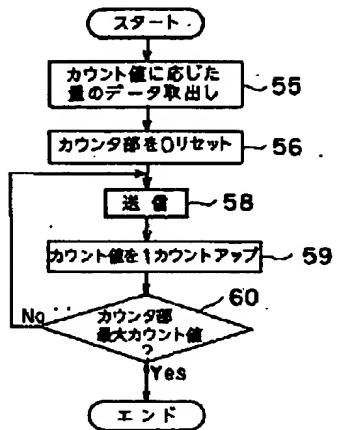 スタート
カウント値に応じた
量のデータ取出し
55
カウンタ部を0リセット
56
送信
58
カウント値を1カウントアップ
59
60
カウンタ部
最大カウント値
?
No
Yes
エンド